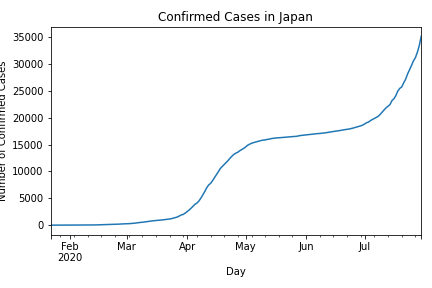 Confirmed Cases in Japan
Number of Confirmed Cases
35000
30000
25000
20000
15000
10000
5000
0
Feb Mar Apr May Jun Jul
2020
Day